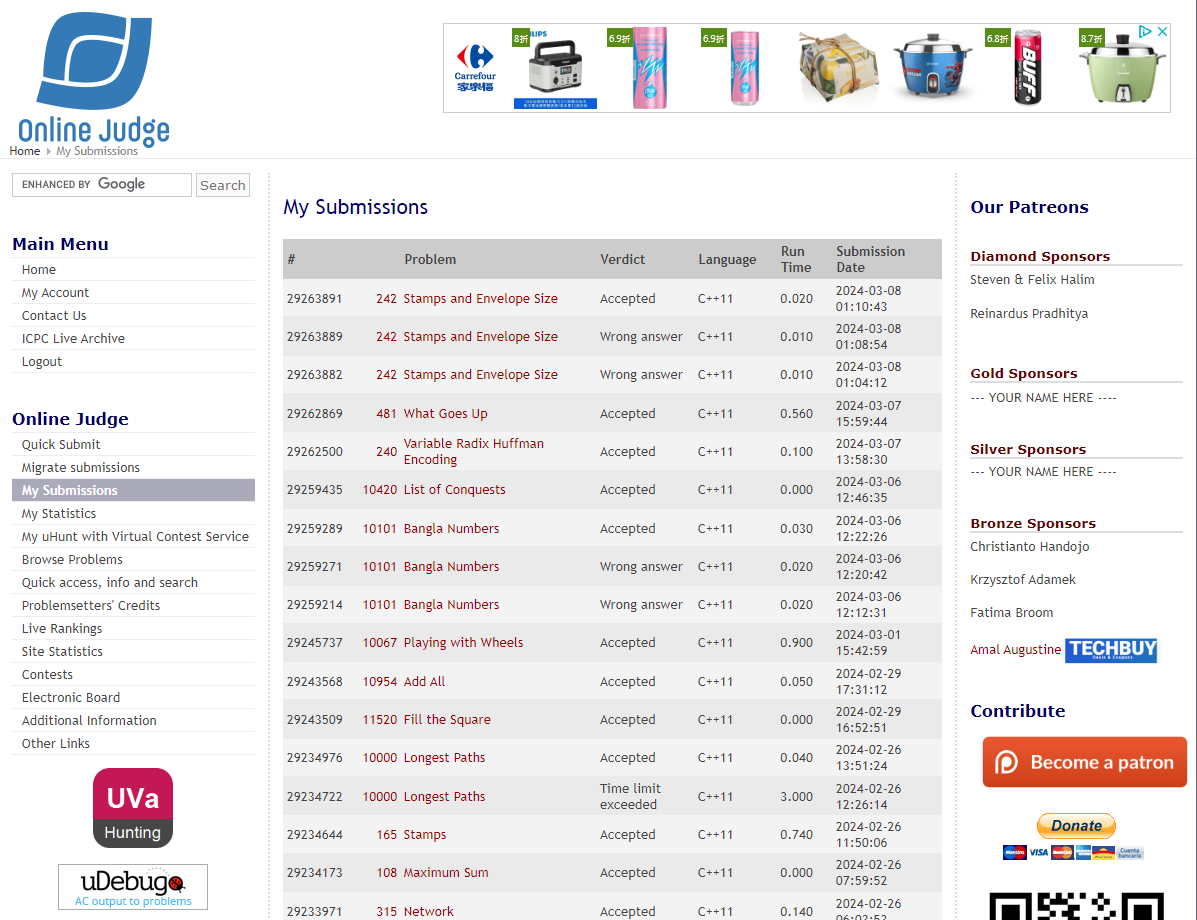 Online Judge
Home My Submissions
Carrefour
家樂福
8折
6.9折
6.9折
BUFF
6.8折
8.7折
ENHANCED BY Google
Search
Main Menu
Home
My Account
Contact Us
ICPC Live Archive
Logout
Online Judge
Quick Submit
Migrate submissions
My Submissions
My Statistics
My uHunt with Virtual Contest Service
Browse Problems
Quick access, info and search
Problemsetters' Credits
Live Rankings
Site Statistics
Contests
Electronic Board
Additional Information
Other Links
UVa
Hunting
uDebug
AC output to problems
My Submissions
# Problem Verdict Language Run Time Submission Date
29263891 242 Stamps and Envelope Size Accepted C++11 0.020 2024-03-08 01:10:43
29263889 242 Stamps and Envelope Size Wrong answer C++11 0.010 2024-03-08 01:08:54
29263882 242 Stamps and Envelope Size Wrong answer C++11 0.010 2024-03-08 01:04:12
29262869 481 What Goes Up Accepted C++11 0.560 2024-03-07 15:59:44
29262500 240 Variable Radix Huffman Encoding Accepted C++11 0.100 2024-03-07 13:58:30
29259435 10420 List of Conquests Accepted C++11 0.000 2024-03-06 12:46:35
29259289 10101 Bangla Numbers Accepted C++11 0.030 2024-03-06 12:22:26
29259271 10101 Bangla Numbers Wrong answer C++11 0.020 2024-03-06 12:20:42
29259214 10101 Bangla Numbers Wrong answer C++11 0.020 2024-03-06 12:12:31
29245737 10067 Playing with Wheels Accepted C++11 0.900 2024-03-01 15:42:59
29243568 10954 Add All Accepted C++11 0.050 2024-02-29 17:31:12
29243509 11520 Fill the Square Accepted C++11 0.000 2024-02-29 16:52:51
29234976 10000 Longest Paths Accepted C++11 0.040 2024-02-26 13:51:24
29234722 10000 Longest Paths Time limit exceeded C++11 3.000 2024-02-26 12:26:14
29234644 165 Stamps Accepted C++11 0.740 2024-02-26 11:50:06
29234173 108 Maximum Sum Accepted C++11 0.000 2024-02-26 07:59:52
29233971 315 Network Accepted C++11 0.140 2024-02-26
Our Patreons
Diamond Sponsors
Steven & Felix Halim
Reinardus Pradhitya
Gold Sponsors
--- YOUR NAME HERE ----
Silver Sponsors
--- YOUR NAME HERE ----
Bronze Sponsors
Christianto Handojo
Krzysztof Adamek
Fatima Broom
Amal Augustine TECHBUY
Contribute
Become a patron
Donate
VISA